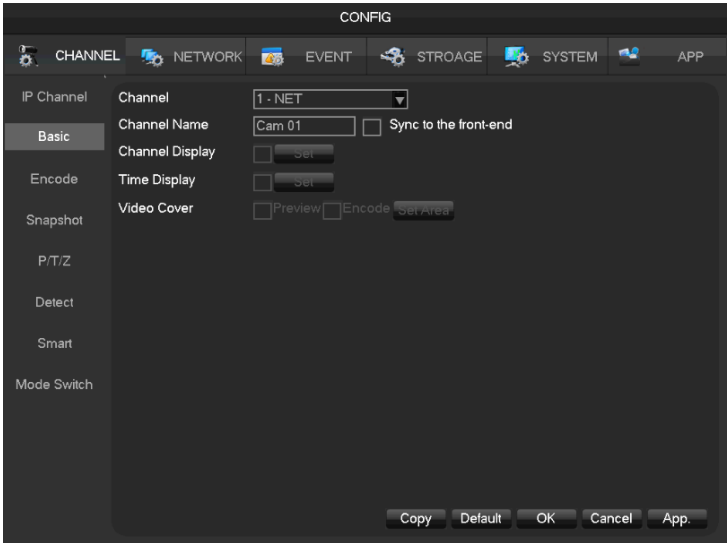 CONFIG
CHANNEL NETWORK EVENT STROAGE SYSTEM APP
IP Channel
Basic
Encode
Snapshot
P/T/Z
Detect
Smart
Mode Switch
Channel 1 - NET
Channel Name Cam 01 Sync to the front-end
Channel Display Set
Time Display Set
Video Cover Preview Encode Set Area
Copy Default OK Cancel App.